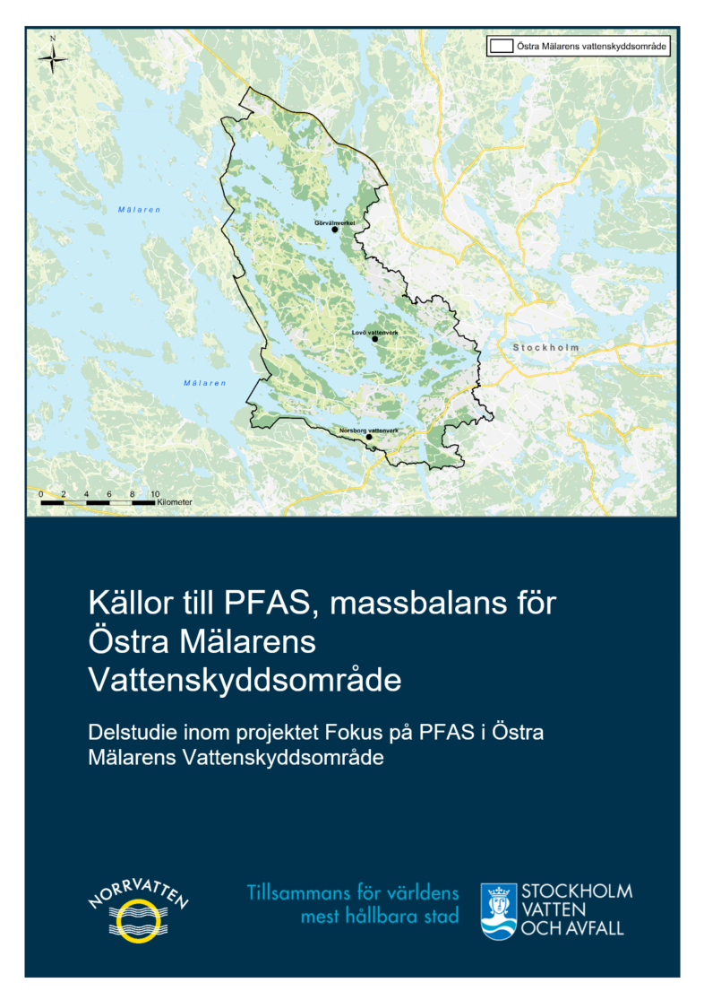 N
Östra Mälarens vattenskyddsområde
Mälaren
Görvälnverket
Lovö vattenverk
Stockholm
Mälaren
Norsborg vattenverk
0 2 4 6 8 10
Kilometer
Källor till PFAS, massbalans för
Östra Mälarens
Vattenskyddsområde
Delstudie inom projektet Fokus på PFAS i Östra
Mälarens Vattenskyddsområde
NORRVATTEN
Tillsammans för världens
mest hållbara stad
STOCKHOLM
VATTEN
OCH AVFALL